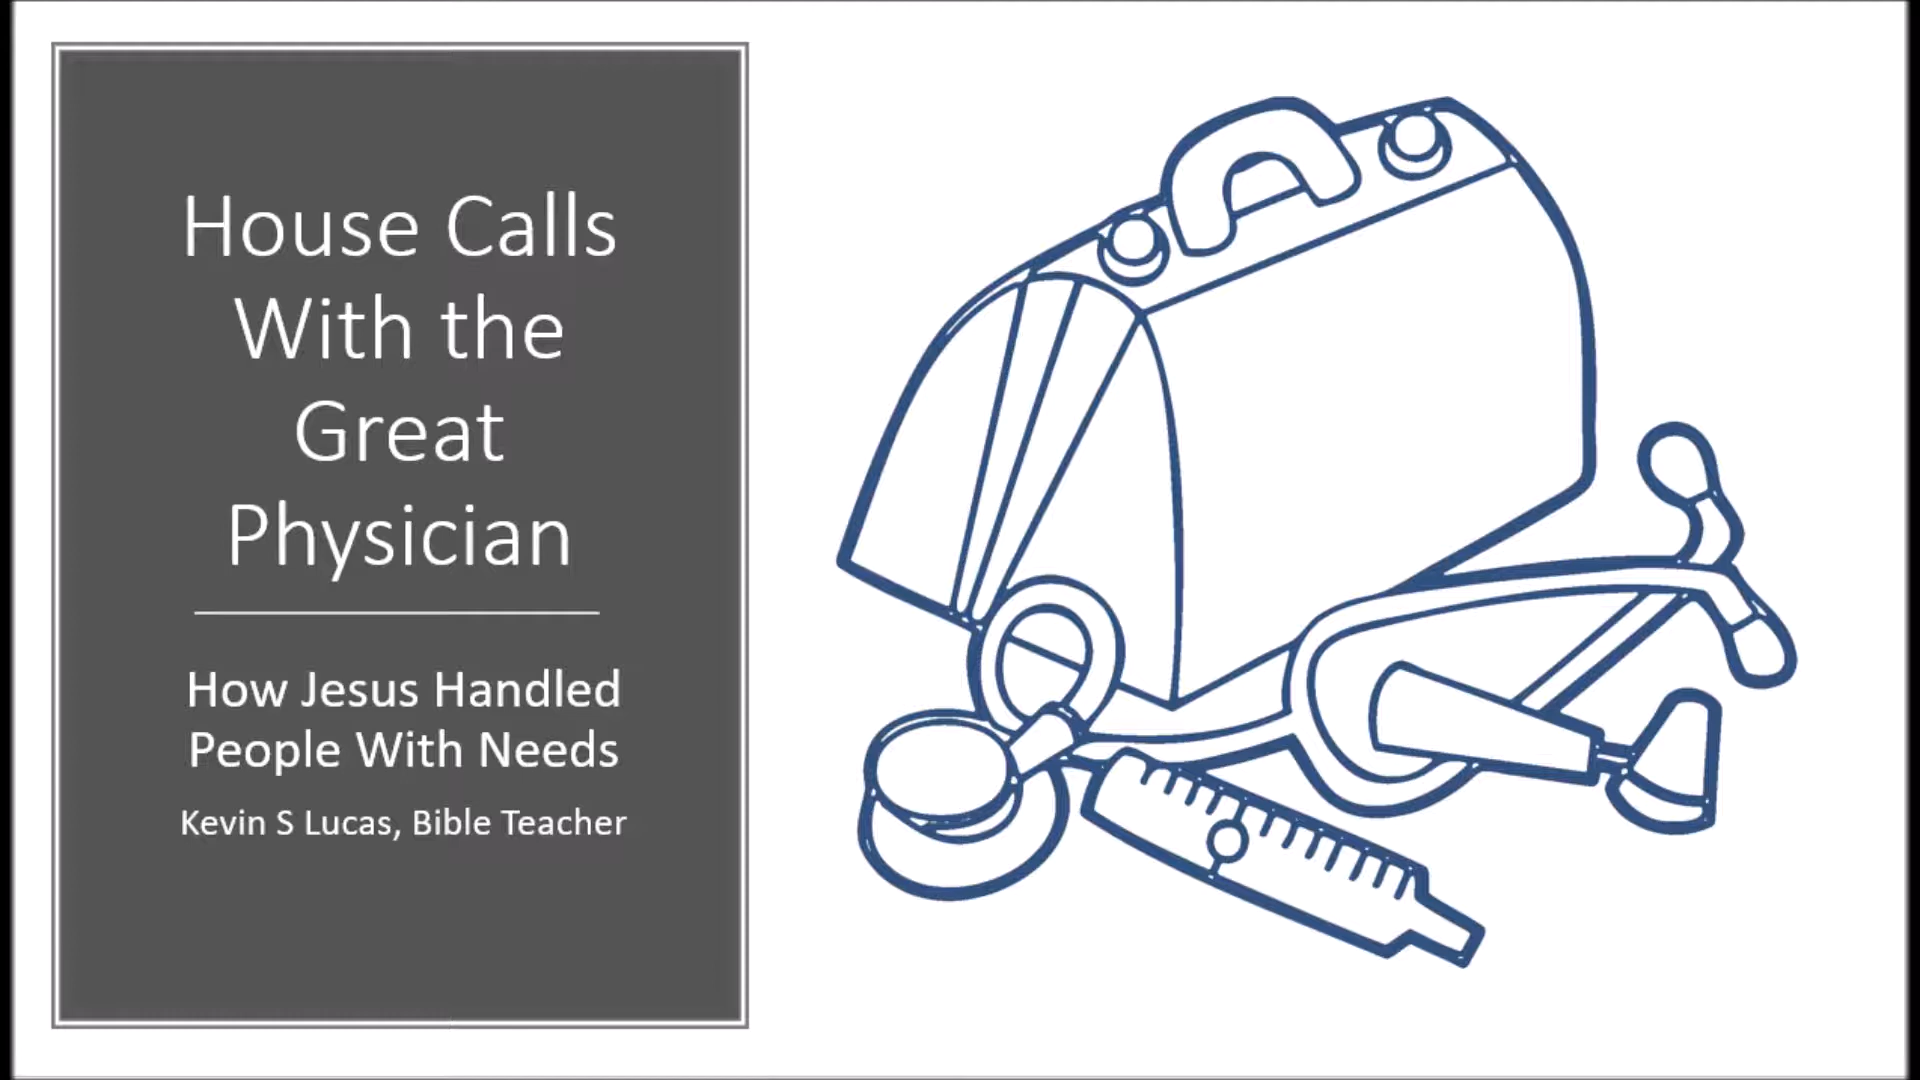 House Calls
With the
Great
Physician
How Jesus Handled
People With Needs
Kevin S Lucas, Bible Teacher